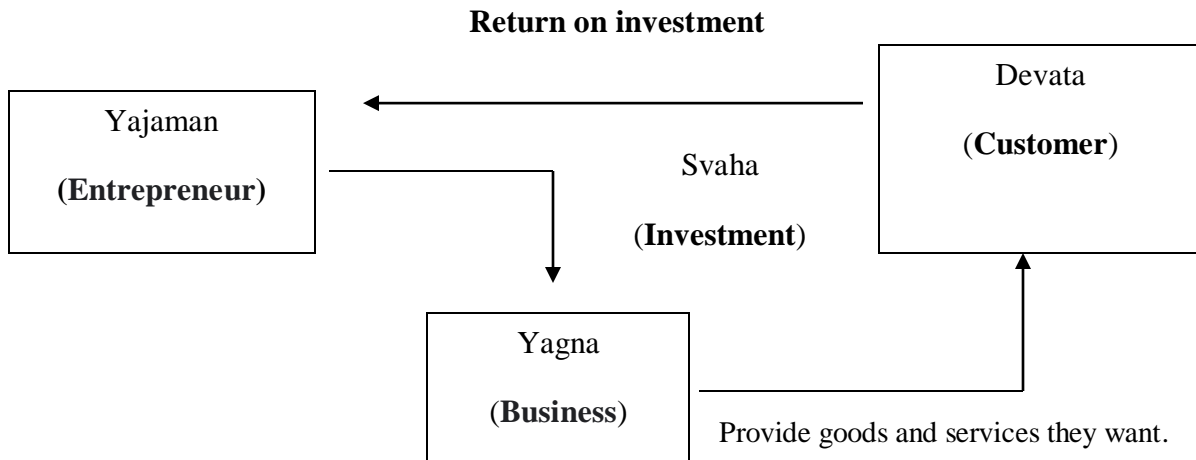 Return on investment
Devata
(Customer)
Yajaman
(Entrepreneur)
Svaha
(Investment)
Yagna
(Business)
Provide goods and services they want.